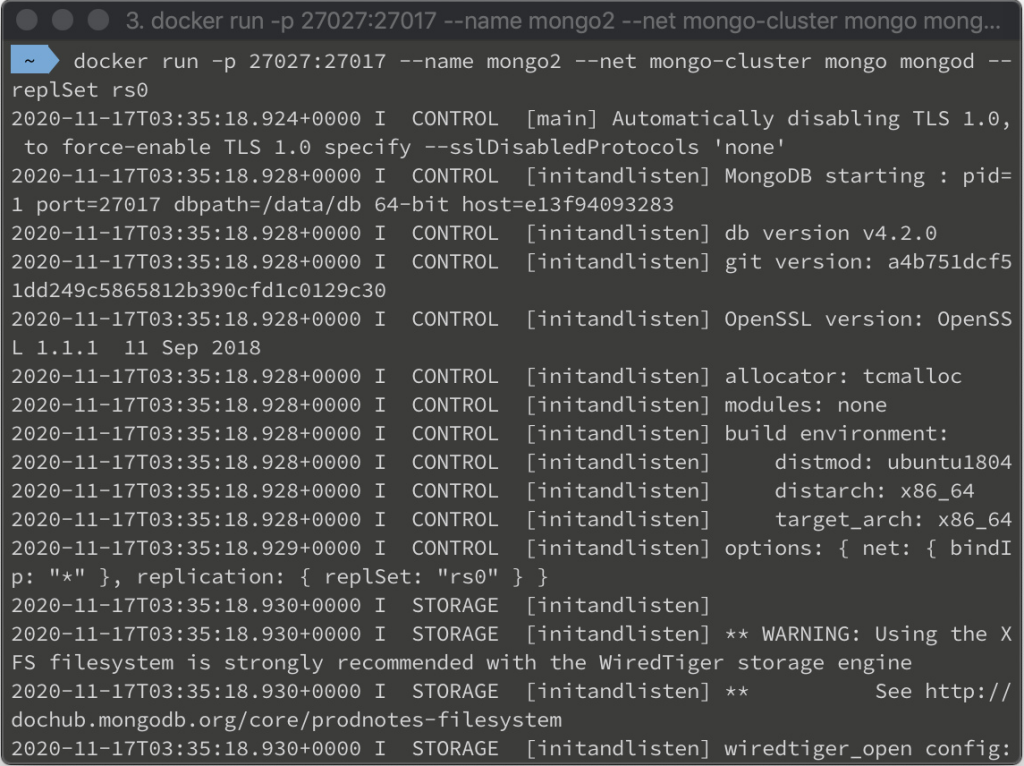 3. docker run -p 27027:27017 --name mongo2 --net mongo-cluster mongo mong...
~ docker run -p 27027:27017 --name mongo2 --net mongo-cluster mongo mongod --
replSet rs0
2020-11-17T03:35:18.924+0000 I  CONTROL  [main] Automatically disabling TLS 1.0,
 to force-enable TLS 1.0 specify --sslDisabledProtocols 'none'
2020-11-17T03:35:18.928+0000 I  CONTROL  [initandlisten] MongoDB starting : pid=
1 port=27017 dbpath=/data/db 64-bit host=e13f94093283
2020-11-17T03:35:18.928+0000 I  CONTROL  [initandlisten] db version v4.2.0
2020-11-17T03:35:18.928+0000 I  CONTROL  [initandlisten] git version: a4b751dcf5
1dd249c5865812b390cfd1c0129c30
2020-11-17T03:35:18.928+0000 I  CONTROL  [initandlisten] OpenSSL version: OpenSS
L 1.1.1  11 Sep 2018
2020-11-17T03:35:18.928+0000 I  CONTROL  [initandlisten] allocator: tcmalloc
2020-11-17T03:35:18.928+0000 I  CONTROL  [initandlisten] modules: none
2020-11-17T03:35:18.928+0000 I  CONTROL  [initandlisten] build environment:
2020-11-17T03:35:18.928+0000 I  CONTROL  [initandlisten]     distmod: ubuntu1804
2020-11-17T03:35:18.928+0000 I  CONTROL  [initandlisten]     distarch: x86_64
2020-11-17T03:35:18.928+0000 I  CONTROL  [initandlisten]     target_arch: x86_64
2020-11-17T03:35:18.929+0000 I  CONTROL  [initandlisten] options: { net: { bindI
p: "*" }, replication: { replSet: "rs0" } }
2020-11-17T03:35:18.930+0000 I  STORAGE  [initandlisten]
2020-11-17T03:35:18.930+0000 I  STORAGE  [initandlisten] ** WARNING: Using the X
FS filesystem is strongly recommended with the WiredTiger storage engine
2020-11-17T03:35:18.930+0000 I  STORAGE  [initandlisten] **          See http://
dochub.mongodb.org/core/prodnotes-filesystem
2020-11-17T03:35:18.930+0000 I  STORAGE  [initandlisten] wiredtiger_open config: